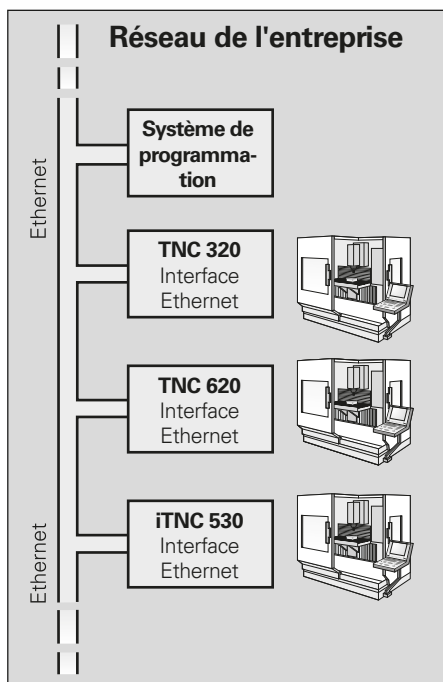 Réseau de l'entreprise
Ethernet
Système de
programma-
tion
TNC 320
Interface
Ethernet
TNC 620
Interface
Ethernet
Ethernet
iTNC 530
Interface
Ethernet